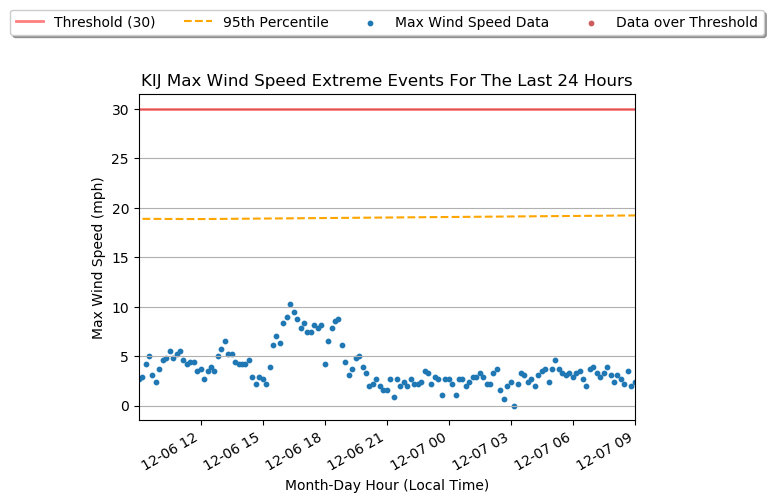 Threshold (30) 95th Percentile Max Wind Speed Data Data over Threshold
KIJ Max Wind Speed Extreme Events For The Last 24 Hours
30
25
20
15
10
5
0
Max Wind Speed (mph)
12-06 12 12-06 15 12-06 18 12-06 21 12-07 00 12-07 03 12-07 06 12-07 09
Month-Day Hour (Local Time)